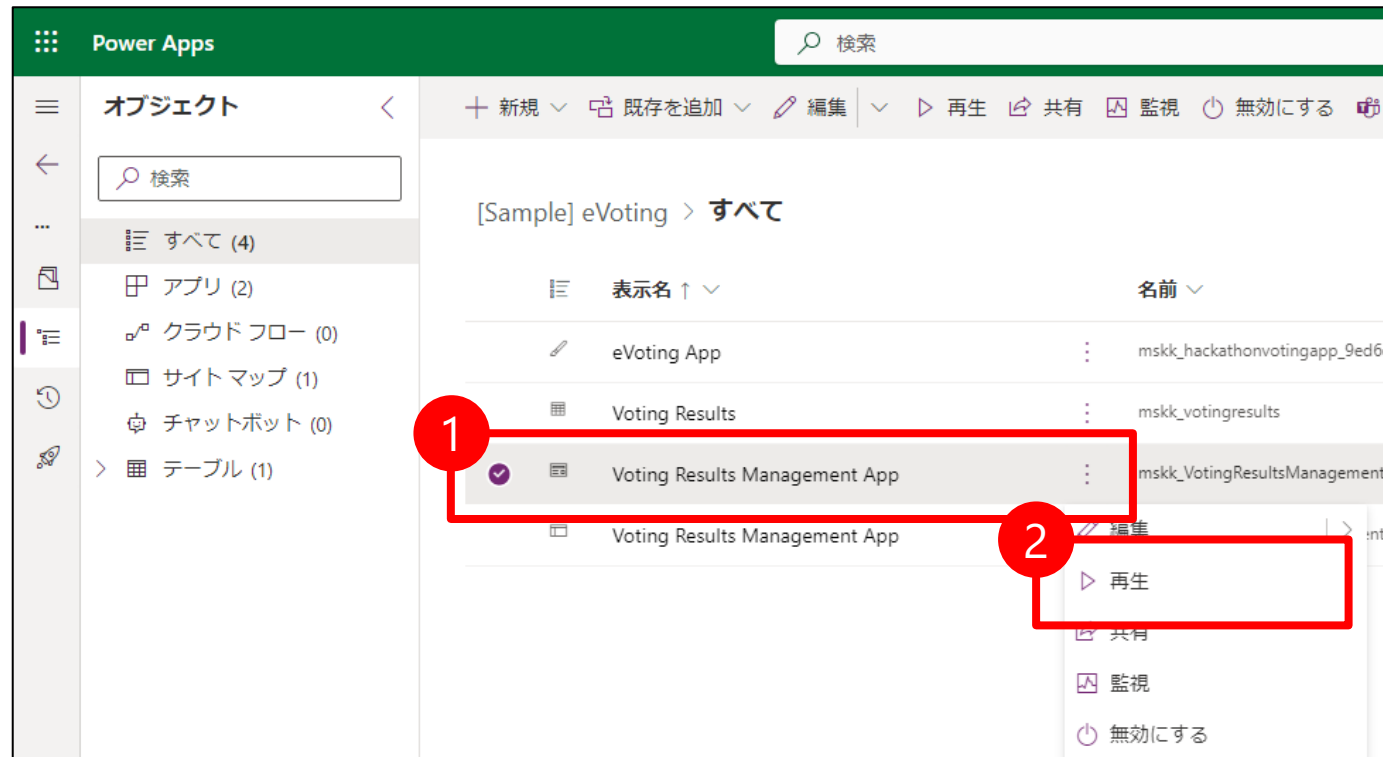 Power Apps
検索
オブジェクト
新規 既存を追加 編集 再生 共有 監視 無効にする
検索
[Sample] eVoting > すべて
すべて (4)
アプリ (2)
クラウド フロー (0)
サイト マップ (1)
チャットボット (0)
テーブル (1)
表示名 ↑ 名前
eVoting App mskk_hackathonvotingapp_9ed6
Voting Results mskk_votingresults
1
Voting Results Management App mskk_VotingResultsManagement
Voting Results Management App
2
編集
再生
共有
監視
無効にする